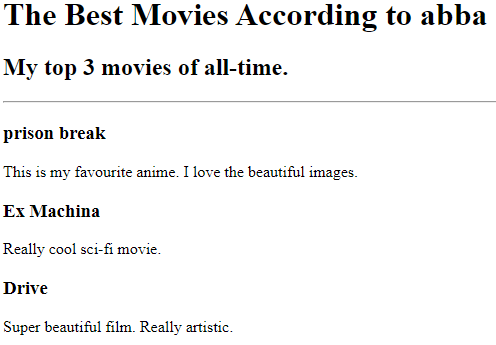 The Best Movies According to abba
My top 3 movies of all-time.
prison break
This is my favourite anime. I love the beautiful images.
Ex Machina
Really cool sci-fi movie.
Drive
Super beautiful film. Really artistic.